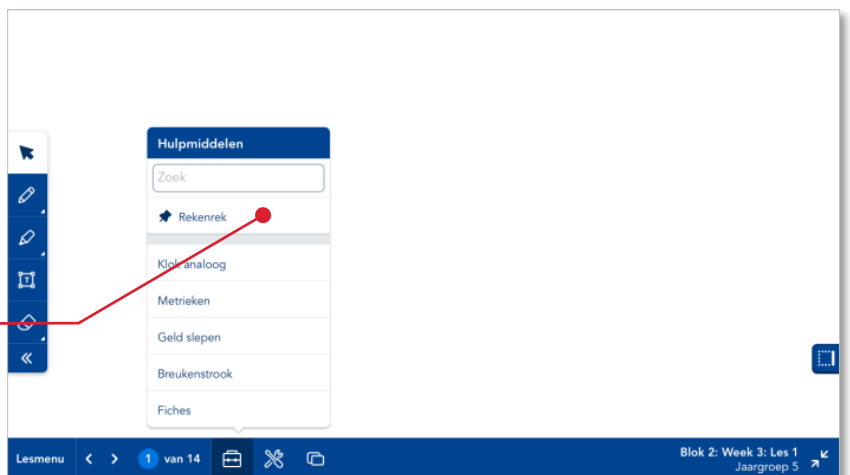 Hulpmiddelen
Zoek
Rekenrek
Klok analoog
Metrieken
Geld slepen
Breukenstrook
Fiches
T
Lesmenu 1 van 14
Blok 2: Week 3: Les 1
Jaargroep 5